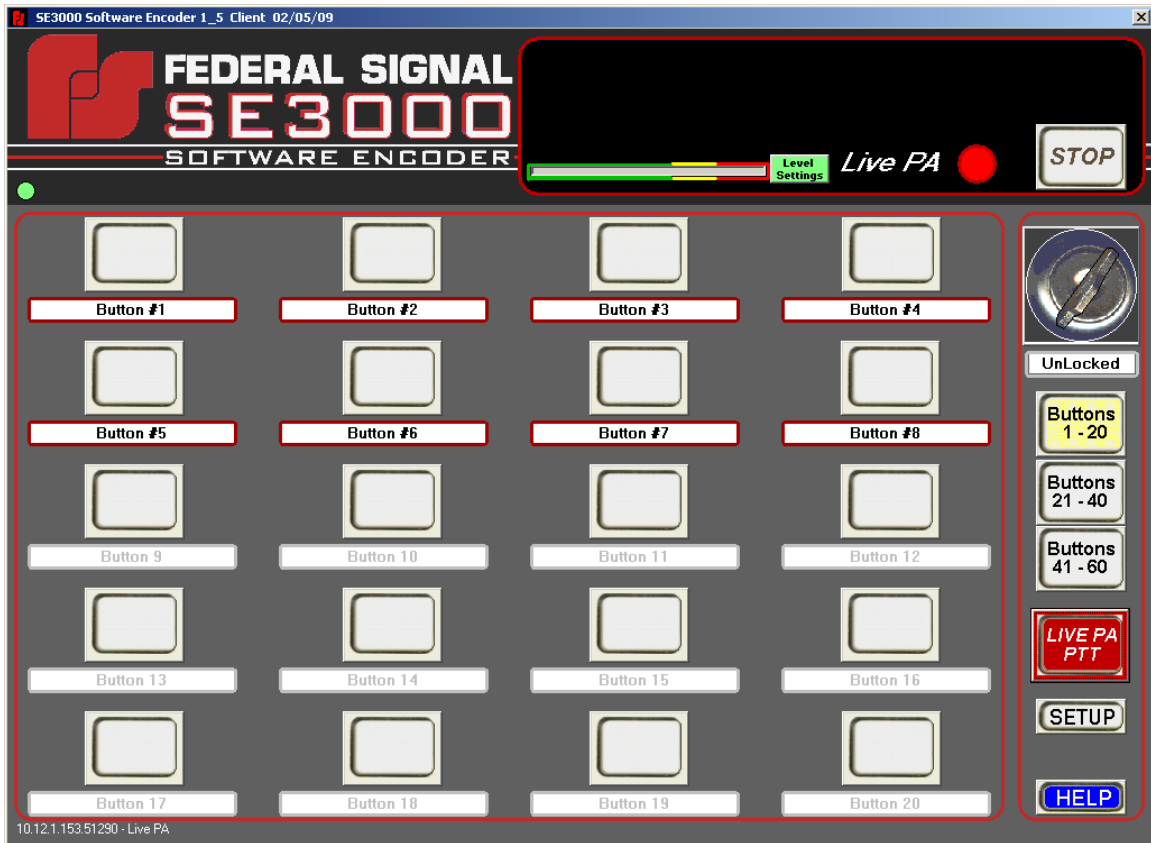 SE3000 Software Encoder 1_5 Client 02/05/09
FEDERAL SIGNAL
SE3000
SOFTWARE ENCODER
Level
Settings
Live PA
STOP
Button #1
Button #2
Button #3
Button #4
UnLocked
Button #5
Button #6
Button #7
Button #8
Buttons
1 - 20
Buttons
21 - 40
Button 9
Button 10
Button 11
Button 12
Buttons
41 - 60
LIVE PA
PTT
Button 13
Button 14
Button 15
Button 16
SETUP
Button 17
Button 18
Button 19
Button 20
HELP
10.12.1.153.51290 - Live PA